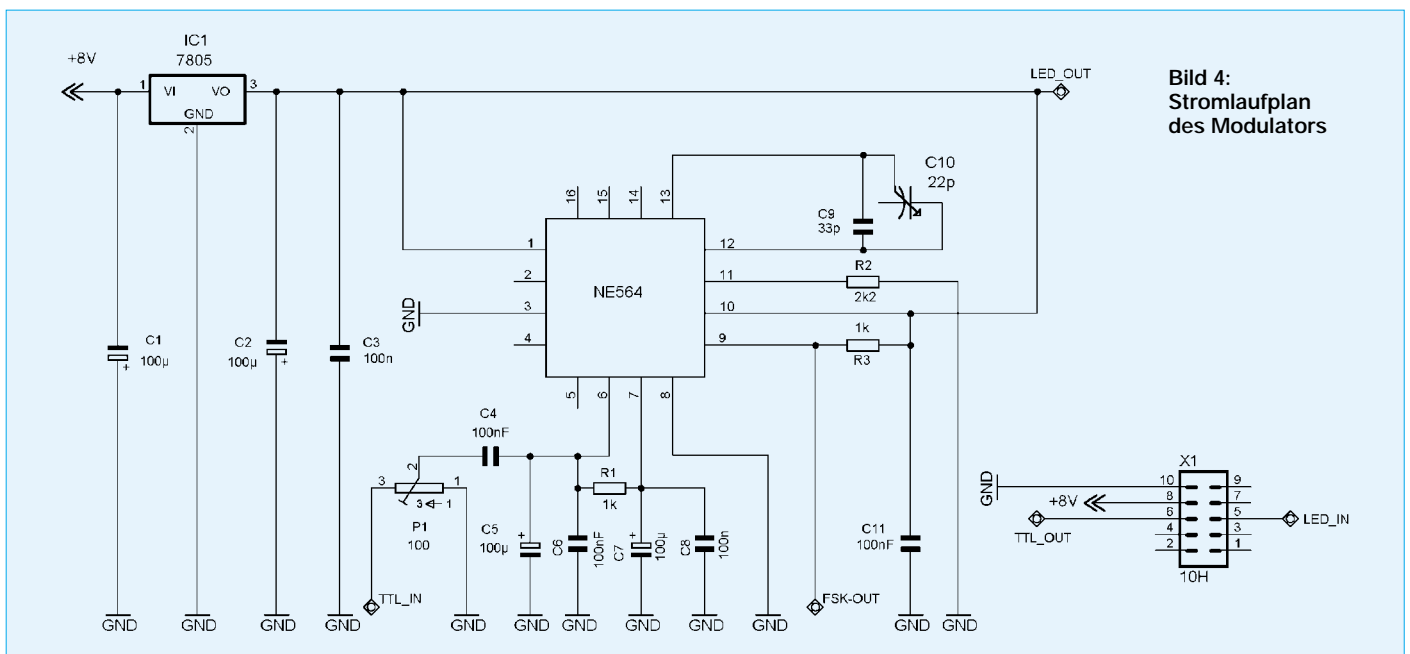 IC1
7805
+8V
1
VI
VO
3
GND
2
LED_OUT
Bild 4:
Stromlaufplan
des Modulators
C10
22p
C9
33p
16
15
14
13
1
2
3
4
NE564
12
11
10
9
5
6
7
8
GND
R2
2k2
1k
R3
C1
100µ
+
C2
100µ
+
C3
100n
C4
100nF
3
2
1
3 1
P1
100
R1
1k
C5
100µ
+
C6
100nF
C7
100µ
+
C8
100n
C11
100nF
TTL_IN
FSK-OUT
GND
GND
GND
GND
GND
GND
GND
GND
GND
GND
GND
GND
X1
GND
10
9
+8V
8
7
6
5
LED_IN
TTL_OUT
4
3
2
1
10H